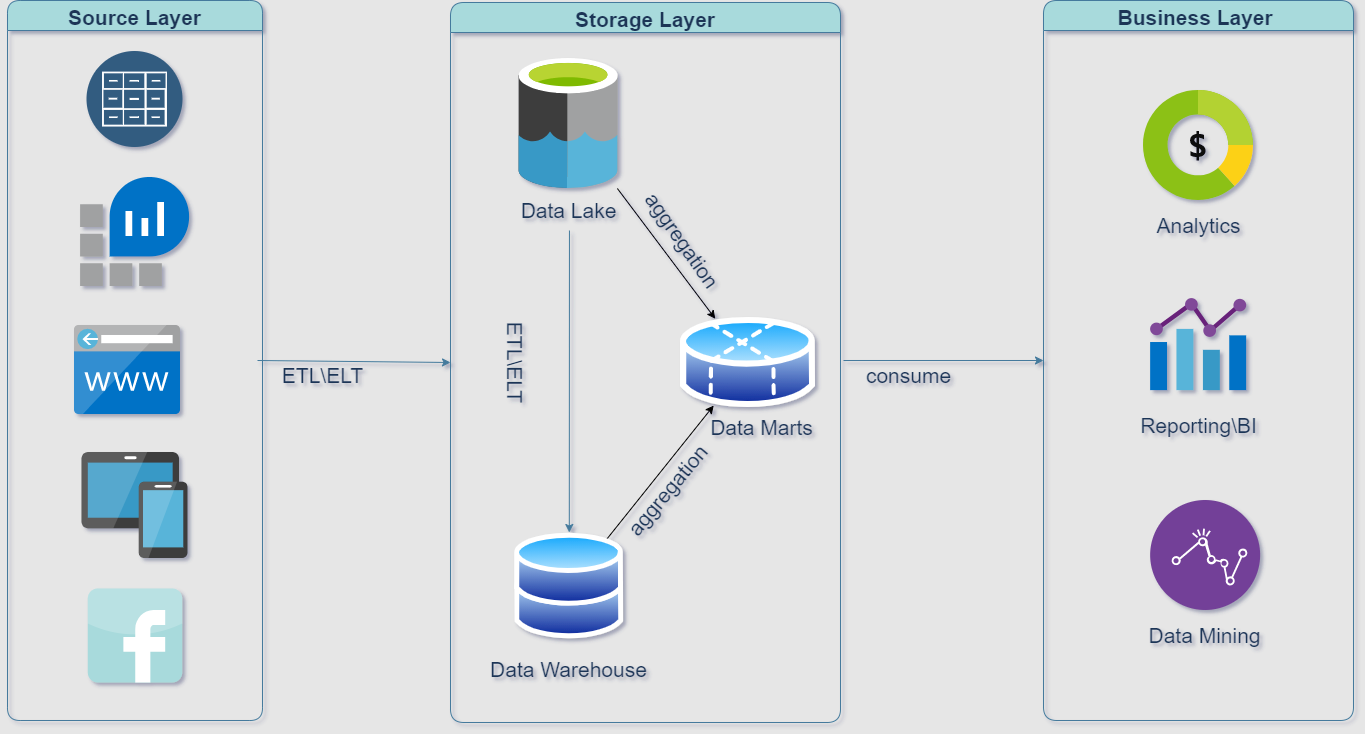 Source Layer
Storage Layer
Business Layer
WWW
f
ETL\ELT
Data Lake
aggregation
ETL\ELT
Data Marts
aggregation
Data Warehouse
consume
$
Analytics
Reporting\BI
Data Mining